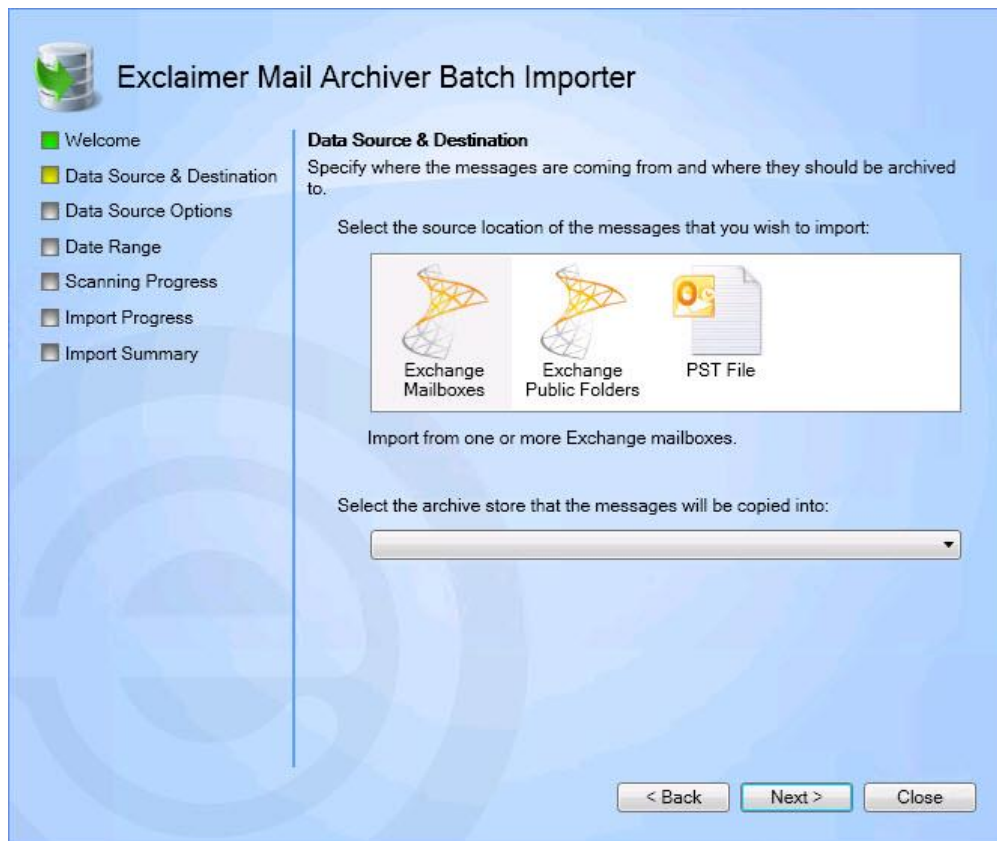 Exclaimer Mail Archiver Batch Importer
Welcome
Data Source & Destination
Data Source Options
Date Range
Scanning Progress
Import Progress
Import Summary
Data Source & Destination
Specify where the messages are coming from and where they should be archived
to.
Select the source location of the messages that you wish to import:
Exchange
Mailboxes
Exchange
Public Folders
PST File
Import from one or more Exchange mailboxes.
Select the archive store that the messages will be copied into:
< Back
Next >
Close